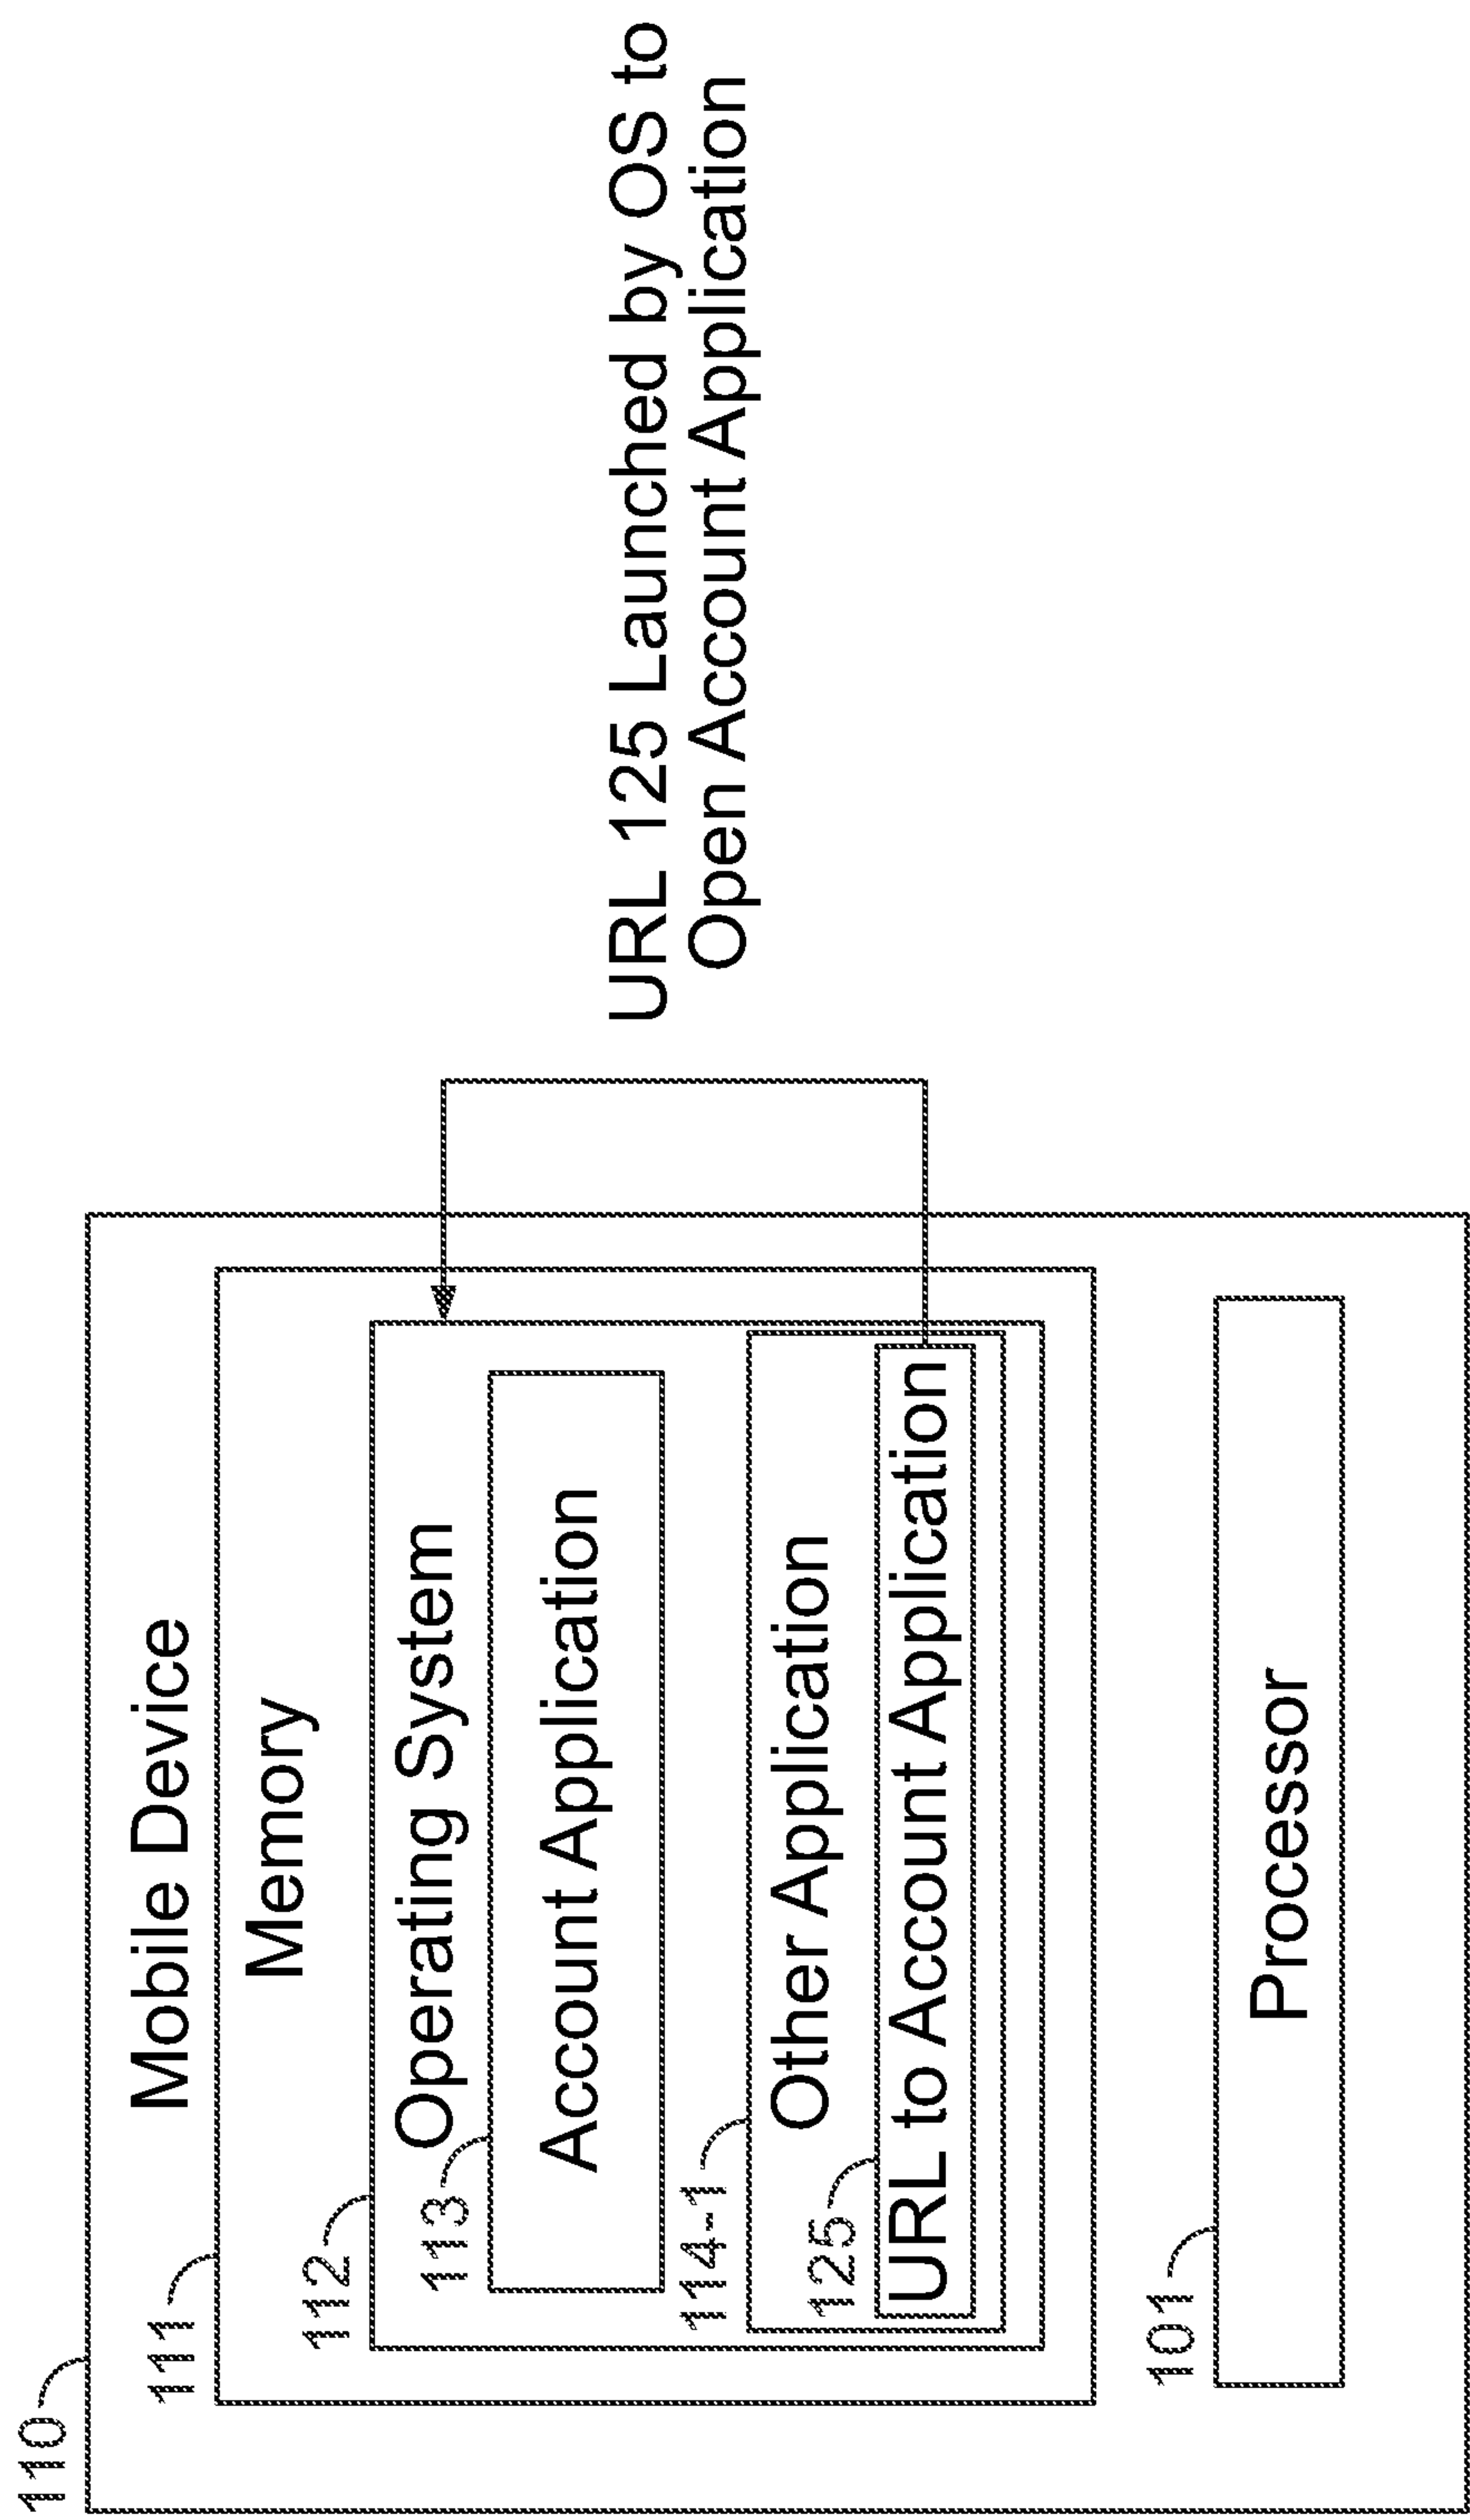 110
Mobile Device
111
Memory
112
Operating System
113
Account Application
114-1
Other Application
125
URL to Account Application
101
Processor
URL 125 Launched by OS to
Open Account Application